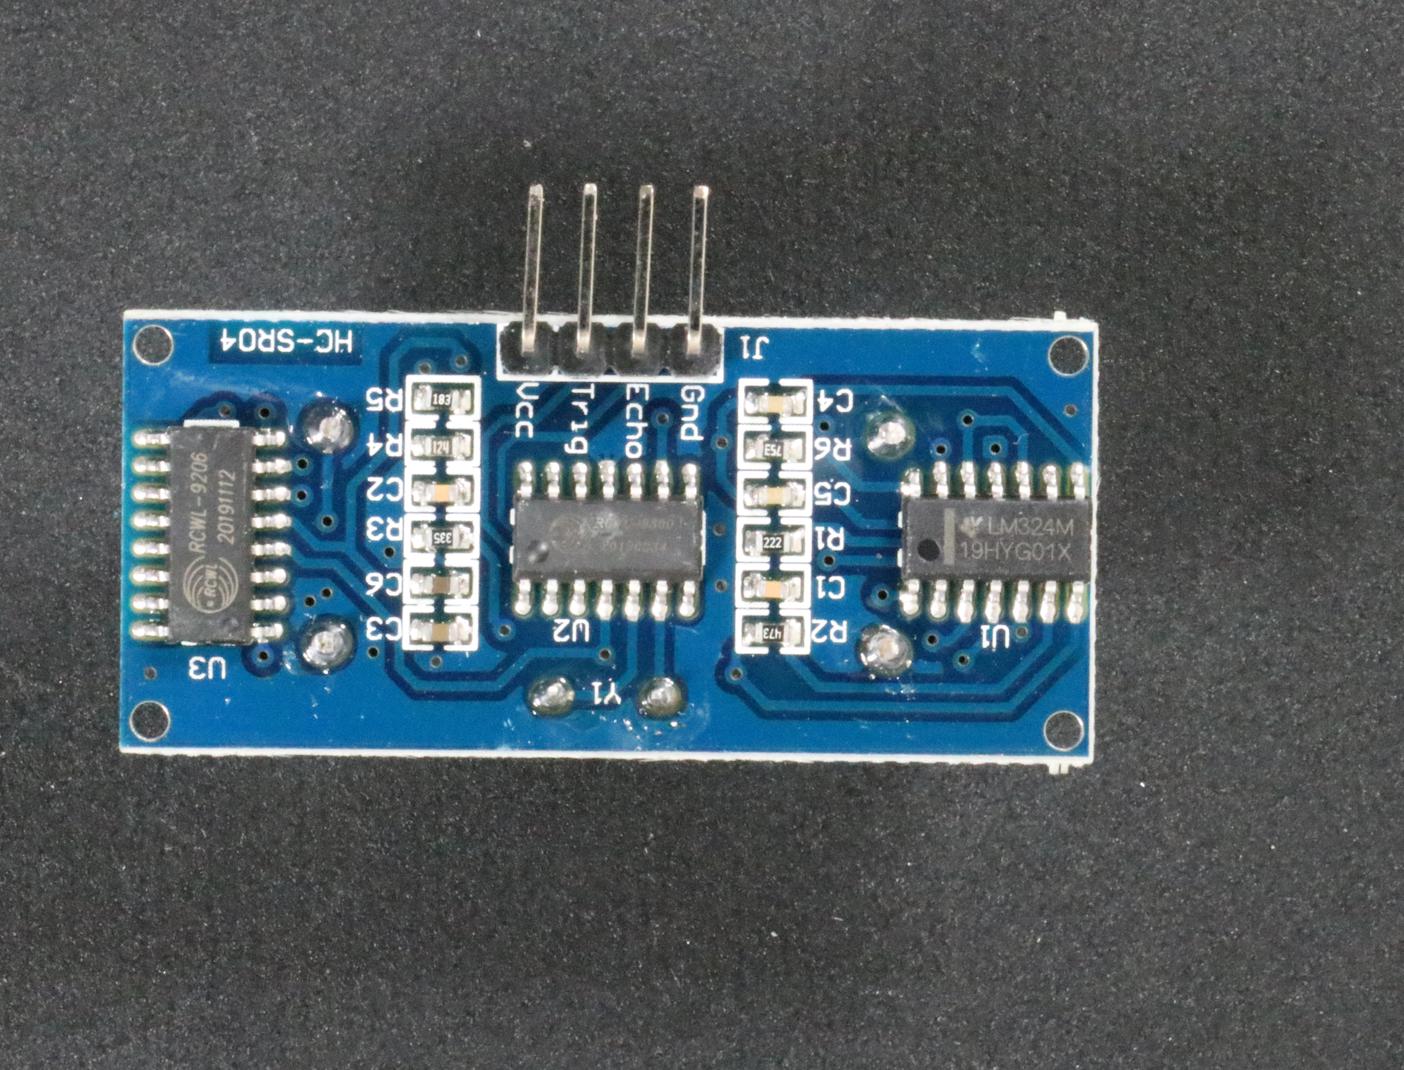 HC-SR04
J1
Vcc
Trig
Echo
Gnd
R5
183
R4
124
C2
R3
335
C6
C3
C4
R6
753
C5
R1
222
C1
R2
473
RCWL-9206
20191112
RCWL
U3
U2
Y1
LM324M
19HYG01X
U1